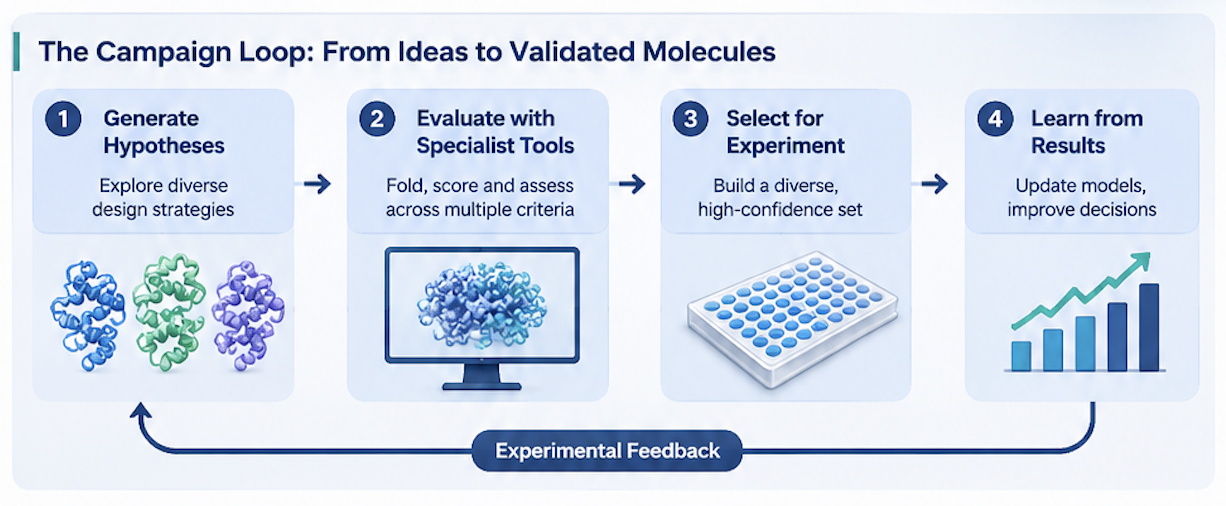 The Campaign Loop: From Ideas to Validated Molecules
1
Generate
Hypotheses
Explore diverse
design strategies
2
Evaluate with
Specialist Tools
Fold, score and assess
across multiple criteria
3
Select for
Experiment
Build a diverse,
high-confidence set
4
Learn from
Results
Update models,
improve decisions
Experimental Feedback